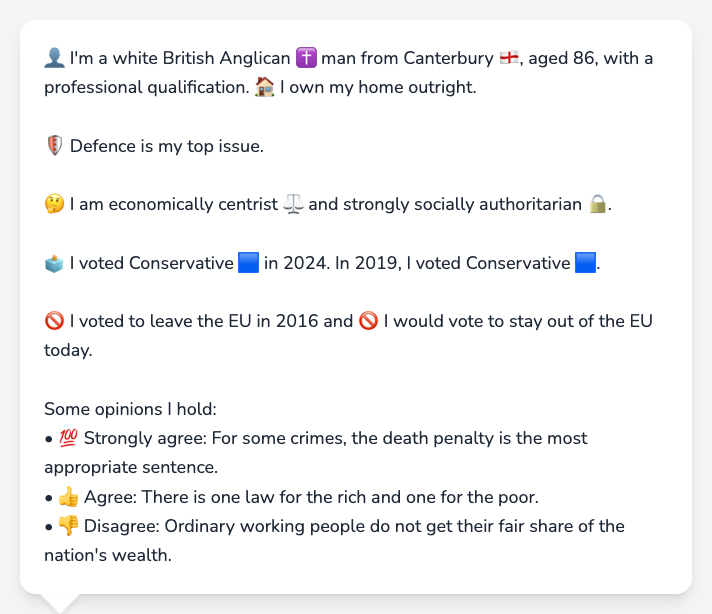 👤 I'm a white British Anglican ✝️ man from Canterbury 🏴󠁧󠁢󠁥󠁮󠁧󠁿, aged 86, with a
professional qualification. 🏠 I own my home outright.
🛡️ Defence is my top issue.
🤔 I am economically centrist ⚖️ and strongly socially authoritarian 🔒.
🗳️ I voted Conservative 🟦 in 2024. In 2019, I voted Conservative 🟦.
🚫 I voted to leave the EU in 2016 and 🚫 I would vote to stay out of the EU
today.
Some opinions I hold:
• 💯 Strongly agree: For some crimes, the death penalty is the most
appropriate sentence.
• 👍 Agree: There is one law for the rich and one for the poor.
• 👎 Disagree: Ordinary working people do not get their fair share of the
nation's wealth.